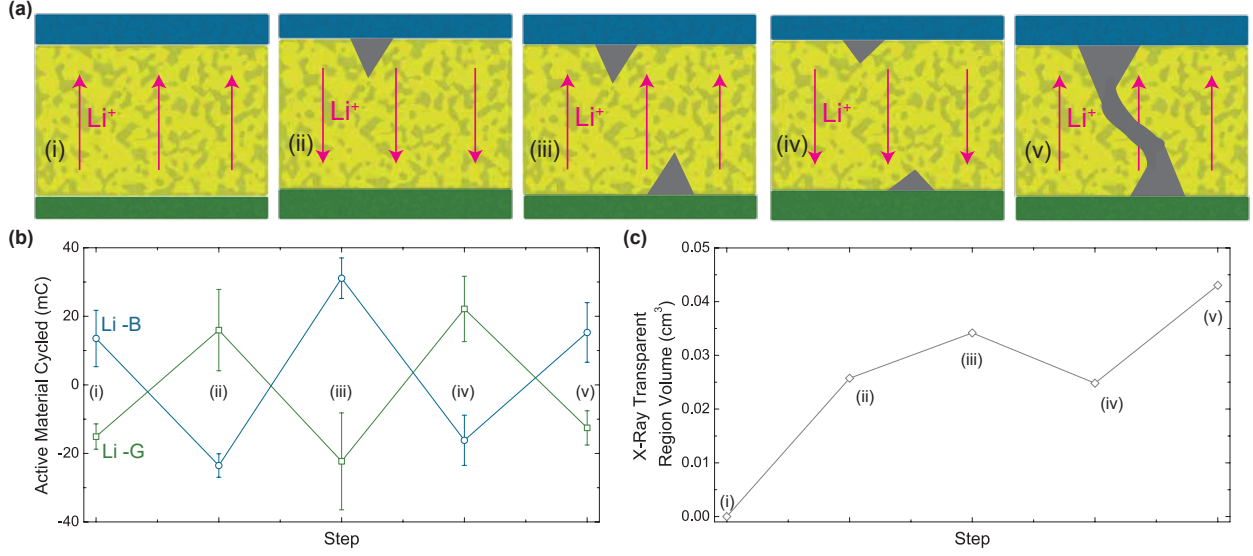 (a)
(i) Li+
(ii) Li+
(iii) Li+
(iv) Li+
(v) Li+
(b)
Active Material Cycled (mC)
40
20
0
-20
-40
Li -B
Li -G
(i)
(ii)
(iii)
(iv)
(v)
Step
(c)
X-Ray Transparent
Region Volume (cm3)
0.05
0.04
0.03
0.02
0.01
0.00
(i)
(ii)
(iii)
(iv)
(v)
Step